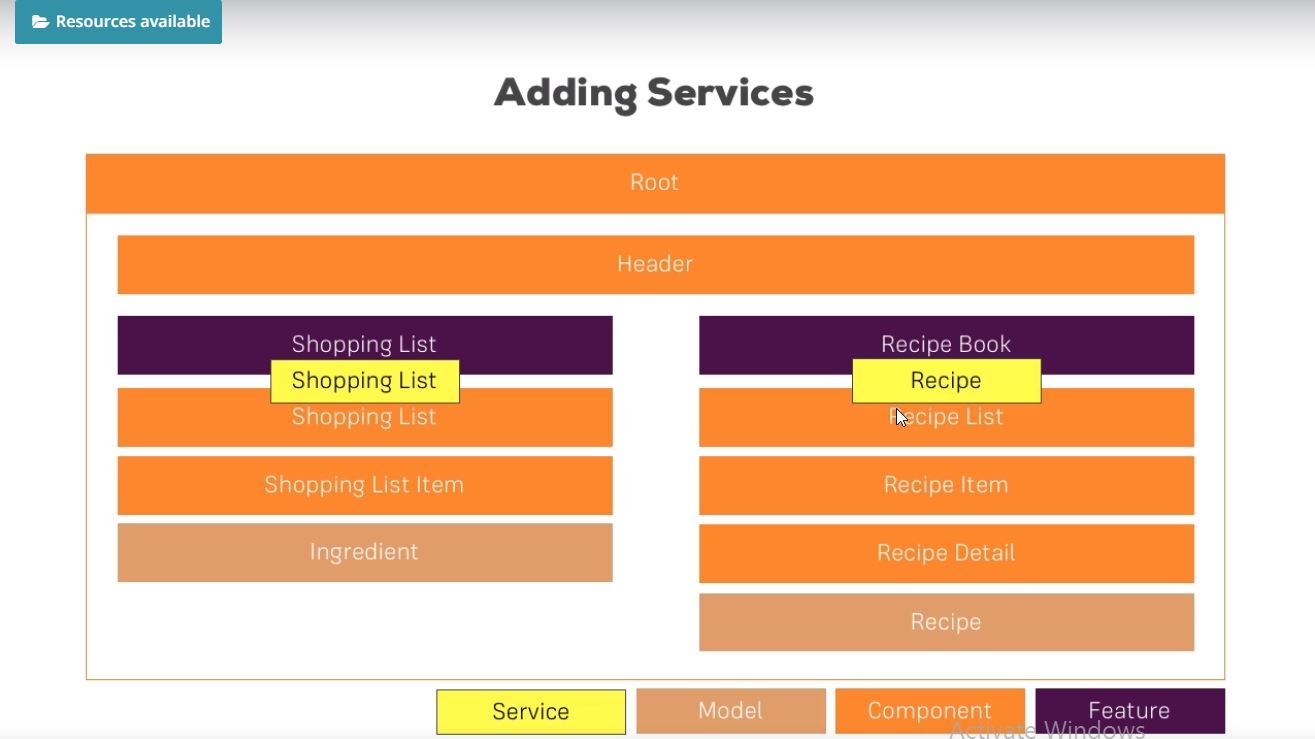 Resources available
Adding Services
Root
Header
Shopping List
Shopping List
Shopping List
Shopping List Item
Ingredient
Recipe Book
Recipe
Recipe List
Recipe Item
Recipe Detail
Recipe
Service
Model
Component
Feature
Activate Windows